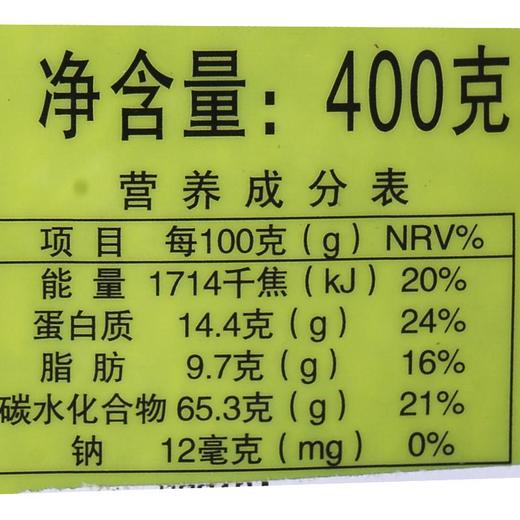 净含量：400克
营养成分表
项目 每100克（g） NRV%
能量 1714千焦（kJ） 20%
蛋白质 14.4克（g） 24%
脂肪 9.7克（g） 16%
碳水化合物 65.3克（g） 21%
钠 12毫克（mg） 0%